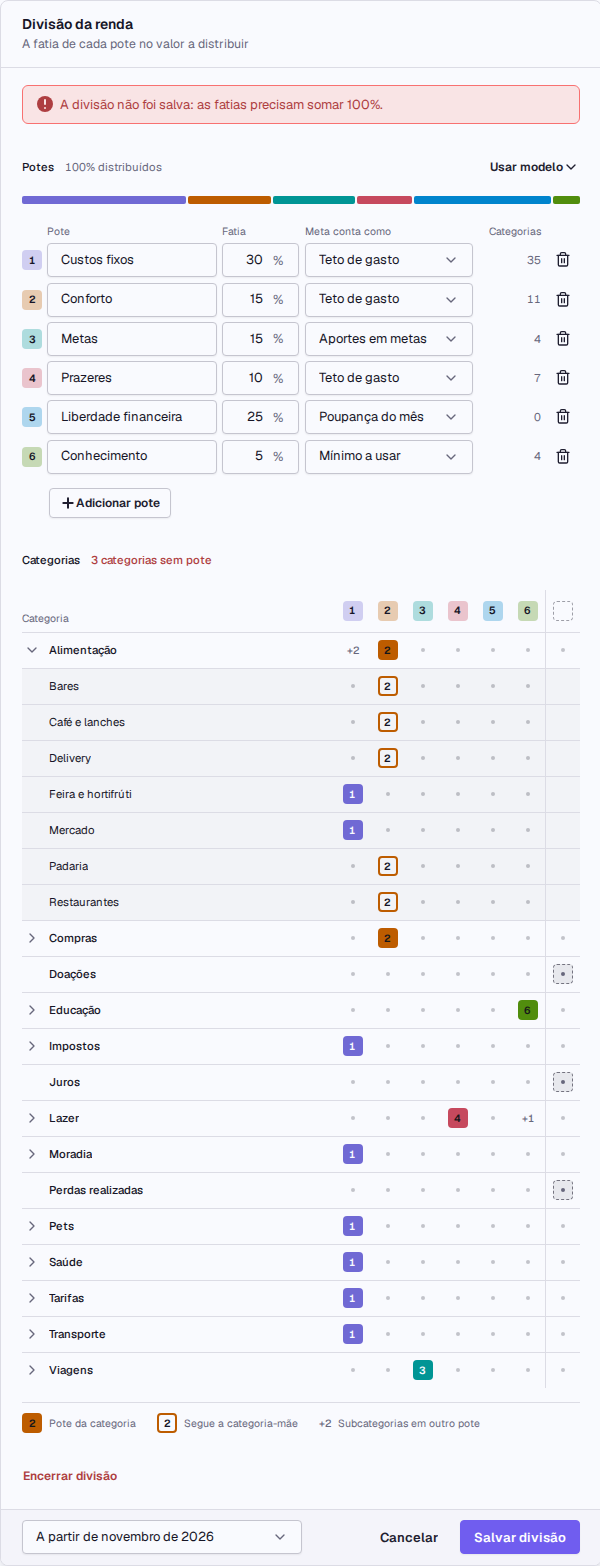 Divisão da renda
A fatia de cada pote no valor a distribuir
A divisão não foi salva: as fatias precisam somar 100%.
Potes 100% distribuídos Usar modelo
Pote Fatia Meta conta como Categorias
1 Custos fixos 30 % Teto de gasto 35
2 Conforto 15 % Teto de gasto 11
3 Metas 15 % Aportes em metas 4
4 Prazeres 10 % Teto de gasto 7
5 Liberdade financeira 25 % Poupança do mês 0
6 Conhecimento 5 % Mínimo a usar 4
Adicionar pote
Categorias 3 categorias sem pote
Categoria 1 2 3 4 5 6
Alimentação +2 2
Bares 2
Café e lanches 2
Delivery 2
Feira e hortifrúti 1
Mercado 1
Padaria 2
Restaurantes 2
Compras 2
Doações
Educação 6
Impostos 1
Juros
Lazer 4 +1
Moradia 1
Perdas realizadas
Pets 1
Saúde 1
Tarifas 1
Transporte 1
Viagens 3
2 Pote da categoria 2 Segue a categoria-mãe +2 Subcategorias em outro pote
Encerrar divisão
A partir de novembro de 2026 Cancelar Salvar divisão